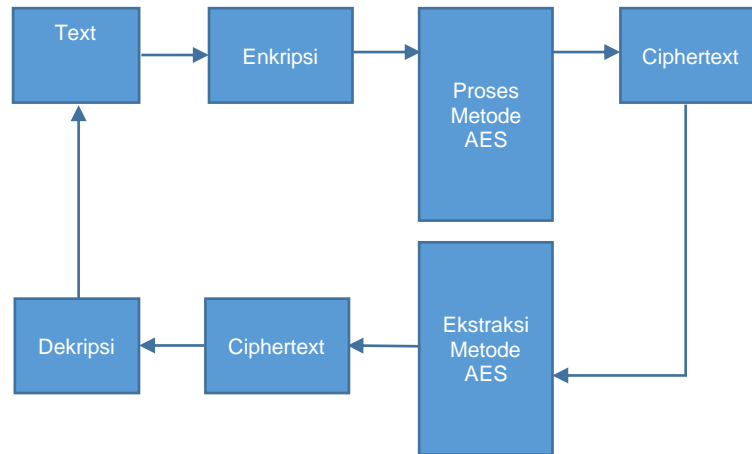 Text
Enkripsi
Proses
Metode
AES
Ciphertext
Ekstraksi
Metode
AES
Ciphertext
Dekripsi